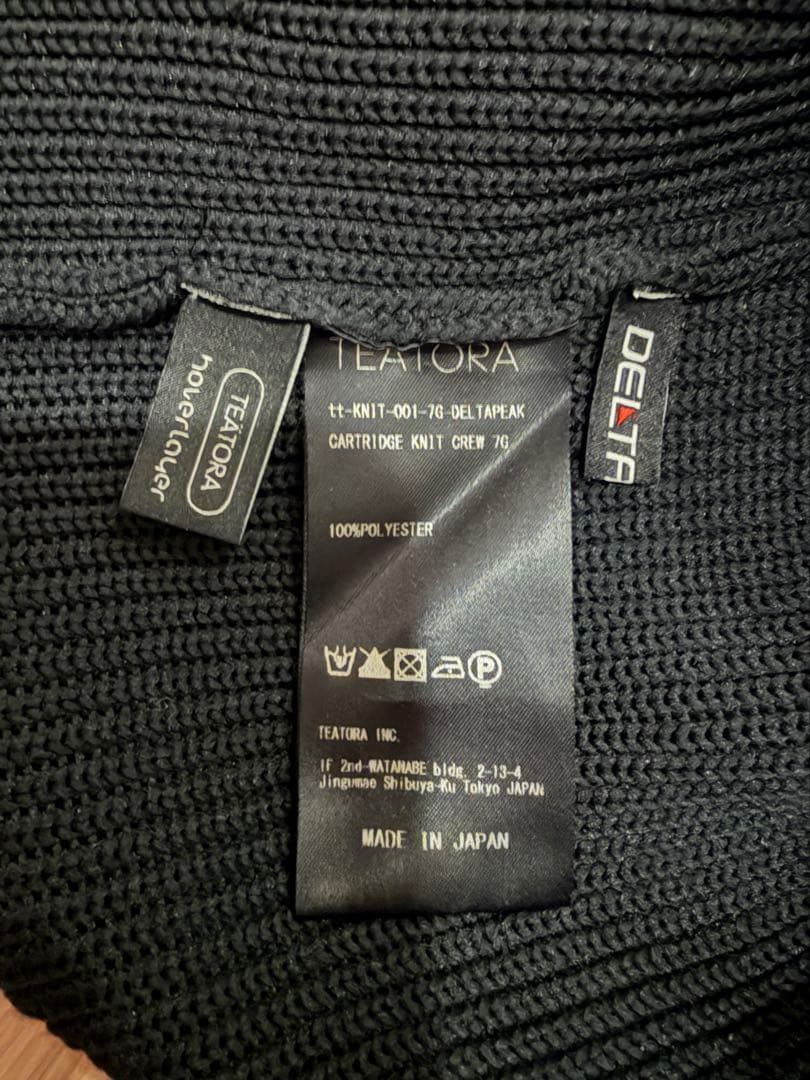 TEÄTORA
hoverlayer
TEATORA
tt-KNIT-001-7G-DELTAPEAK
CARTRIDGE KNIT CREW 7G
100%POLYESTER
P
TEATORA INC.
1F 2nd-WATANABE bldg. 2-13-4
Jingumae Shibuya-Ku Tokyo JAPAN
MADE IN JAPAN
DELTA